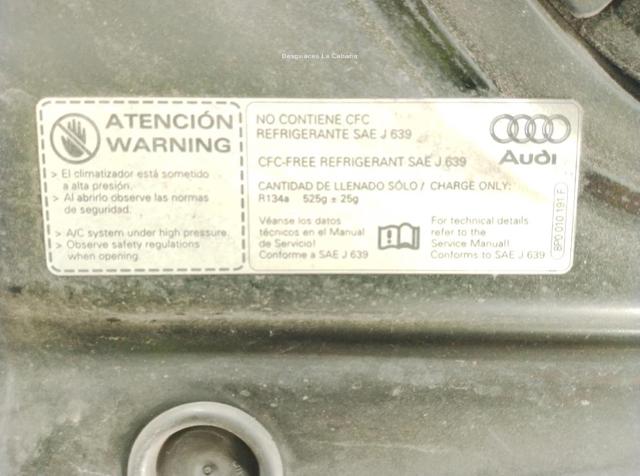 Desguaces La Cabaña
ATENCIÓN
WARNING
> El climatizador está sometido
a alta presión.
> Al abrirlo observe las normas
de seguridad.
> A/C system under high pressure.
> Observe safety regulations
when opening.
NO CONTIENE CFC
REFRIGERANTE SAE J 639
CFC-FREE REFRIGERANT SAE J 639
CANTIDAD DE LLENADO SÓLO / CHARGE ONLY:
R134a 525g ± 25g
Véanse los datos
técnicos en el Manual
de Servicio!
Conforme a SAE J 639
For technical details
refer to the
Service Manual!
Conforms to SAE J 639
Audi
8P0 010 191 F